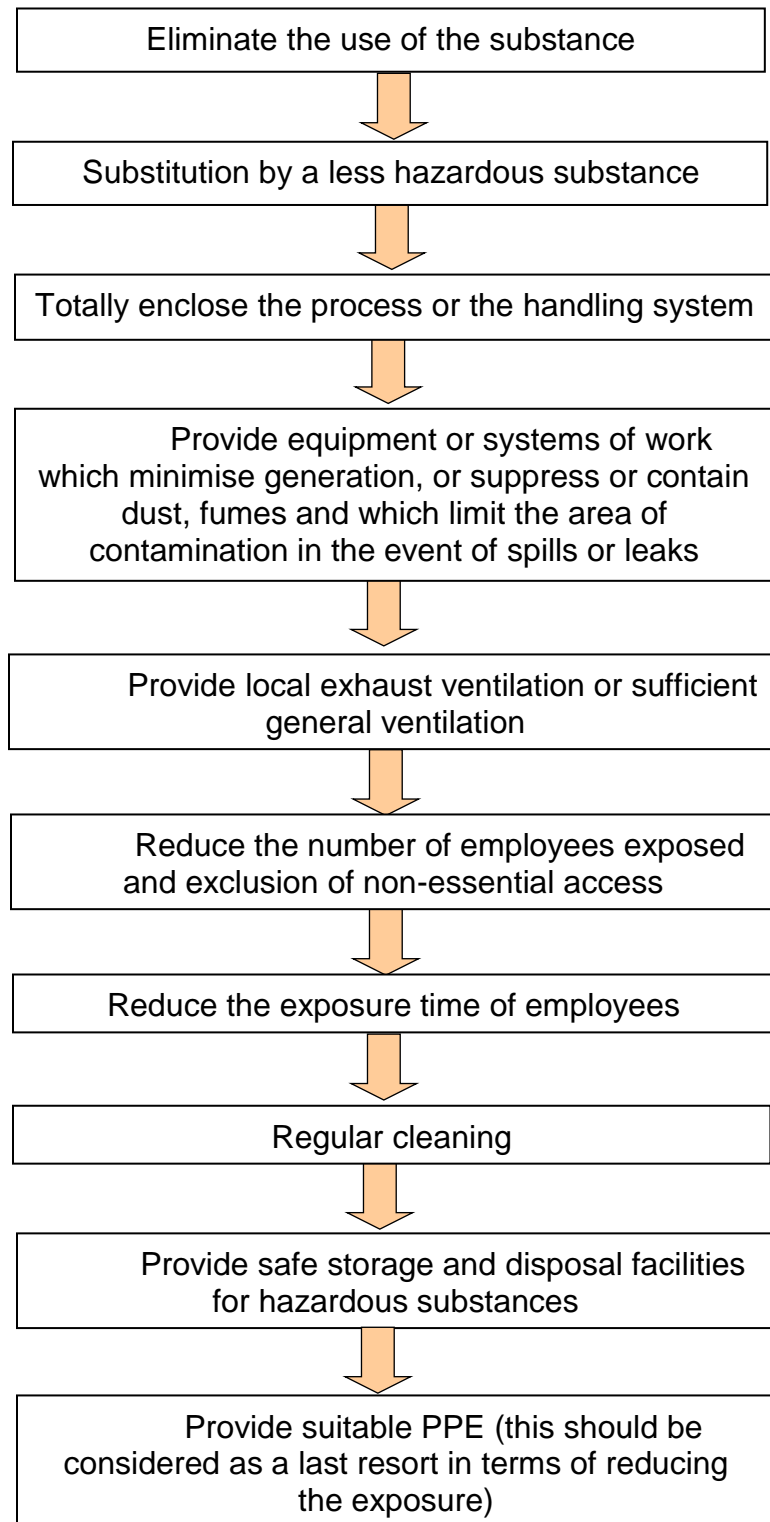 Eliminate the use of the substance
Substitution by a less hazardous substance
Totally enclose the process or the handling system
Provide equipment or systems of work
which minimise generation, or suppress or contain
dust, fumes and which limit the area of
contamination in the event of spills or leaks
Provide local exhaust ventilation or sufficient
general ventilation
Reduce the number of employees exposed
and exclusion of non-essential access
Reduce the exposure time of employees
Regular cleaning
Provide safe storage and disposal facilities
for hazardous substances
Provide suitable PPE (this should be
considered as a last resort in terms of reducing
the exposure)